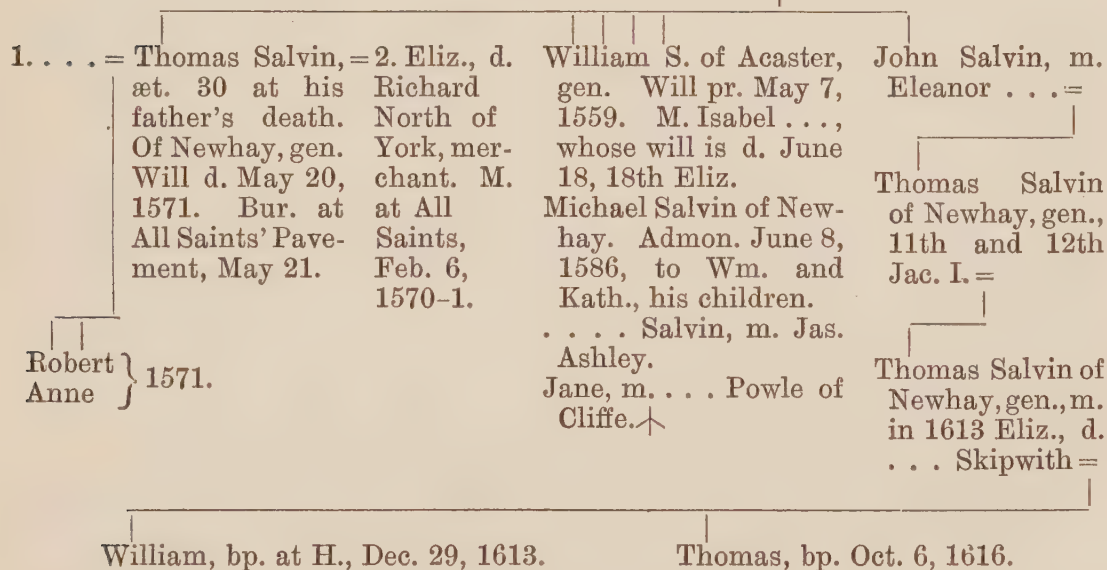 1. . . . = Thomas Salvin,
æt. 30 at his
father's death.
Of Newhay, gen.
Will d. May 20,
1571. Bur. at
All Saints' Pave-
ment, May 21.
= 2. Eliz., d.
Richard
North of
York, mer-
chant. M.
at All
Saints,
Feb. 6,
1570–1.
William S. of Acaster,
gen. Will pr. May 7,
1559. M. Isabel . . .,
whose will is d. June
18, 18th Eliz.
Michael Salvin of New-
hay. Admon. June 8,
1586, to Wm. and
Kath., his children.
. . . . Salvin, m. Jas.
Ashley.
Jane, m. . . . Powle of
Cliffe.
John Salvin, m.
Eleanor . . . =
Thomas Salvin
of Newhay, gen.,
11th and 12th
Jac. I. =
Robert
Anne } 1571.
Thomas Salvin of
Newhay, gen., m.
in 1613 Eliz., d.
. . . Skipwith =
William, bp. at H., Dec. 29, 1613.
Thomas, bp. Oct. 6, 1616.